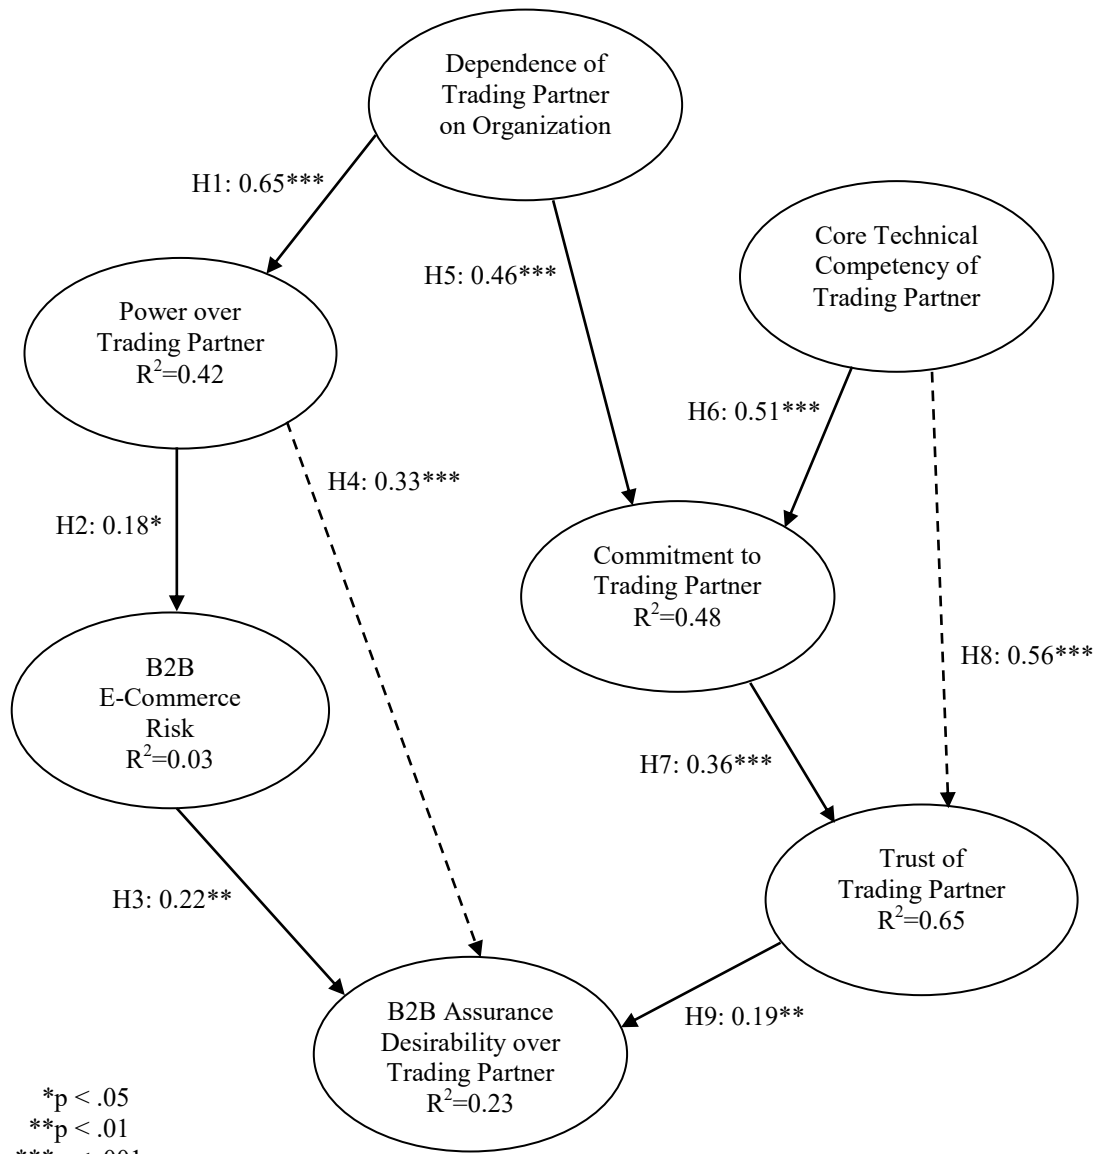 Dependence of
Trading Partner
on Organization
H1: 0.65***
Core Technical
Competency of
Trading Partner
H5: 0.46***
Power over
Trading Partner
R²=0.42
H6: 0.51***
H4: 0.33***
H2: 0.18*
Commitment to
Trading Partner
R²=0.48
B2B
E-Commerce
Risk
R²=0.03
H8: 0.56***
H7: 0.36***
Trust of
Trading Partner
R²=0.65
H3: 0.22**
B2B Assurance
Desirability over
Trading Partner
R²=0.23
H9: 0.19**
*p < .05
**p < .01